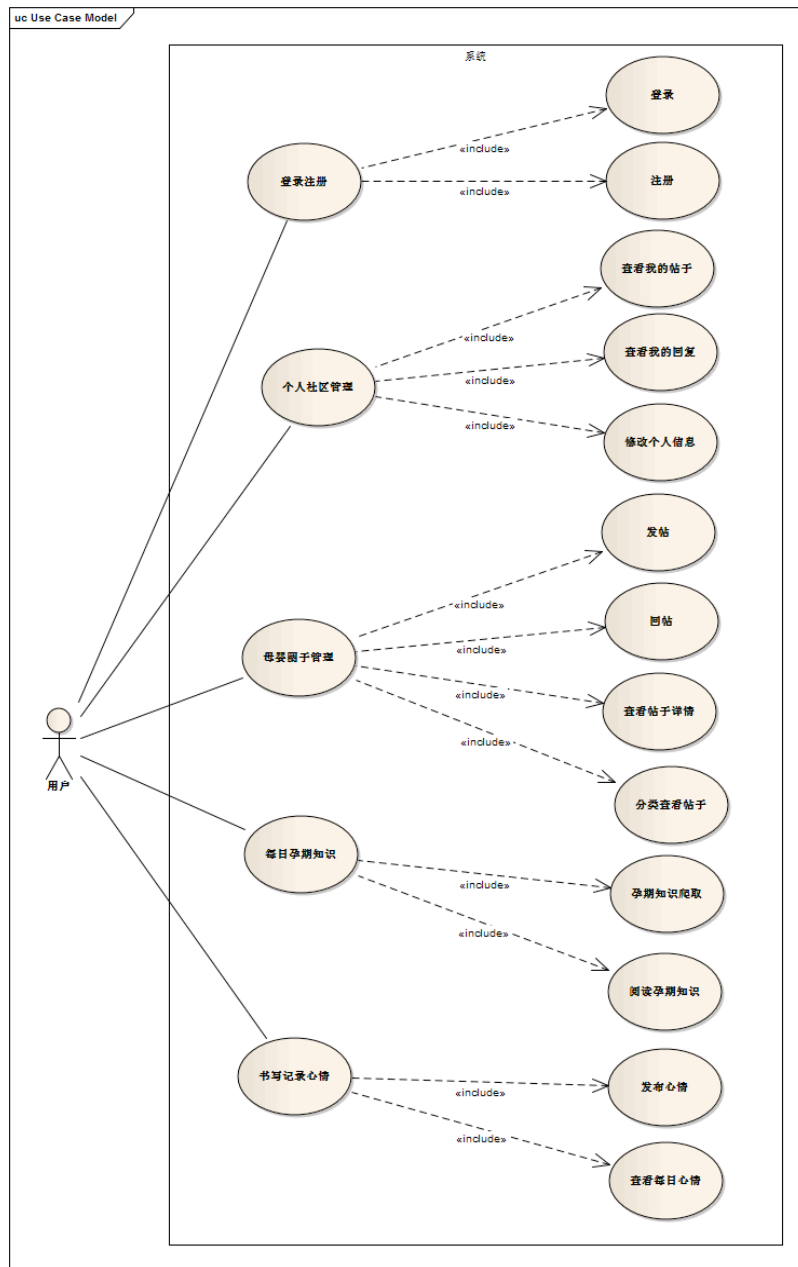 uc Use Case Model
系统
登录
«include»
登录注册
注册
«include»
查看我的帖子
«include»
查看我的回复
个人社区管理
«include»
«include»
修改个人信息
发帖
«include»
回帖
«include»
母婴圈子管理
«include»
查看帖子详情
«include»
用户
分类查看帖子
每日孕期知识
«include»
孕期知识爬取
«include»
阅读孕期知识
书写记录心情
发布心情
«include»
«include»
查看每日心情